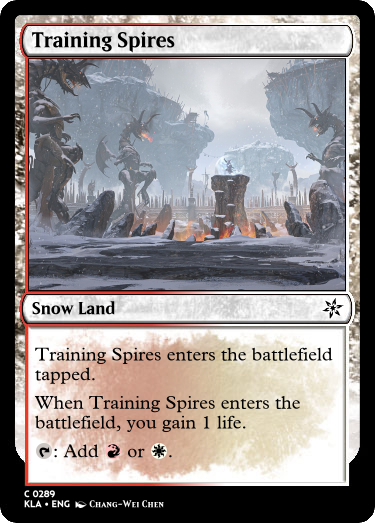 Training Spires
Snow Land
Training Spires enters the battlefield
tapped.
When Training Spires enters the
battlefield, you gain 1 life.
: Add or .
C 0289
KLA • ENG Chang-Wei Chen